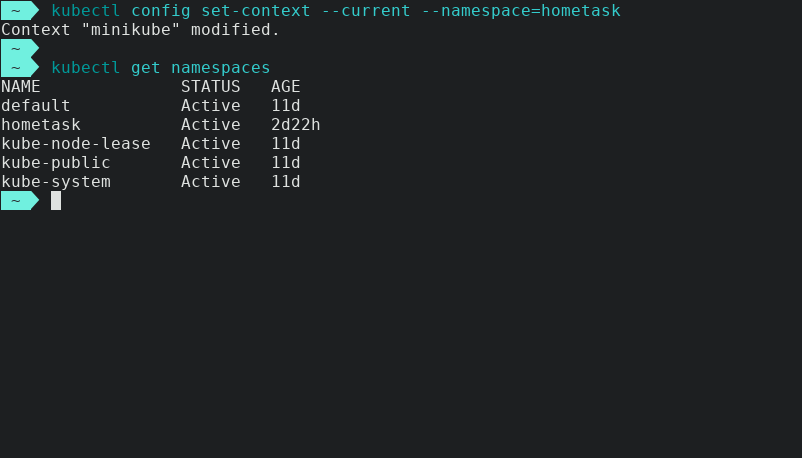 ~ kubectl config set-context --current --namespace=hometask
Context "minikube" modified.
~
~ kubectl get namespaces
NAME              STATUS   AGE
default           Active   11d
hometask          Active   2d22h
kube-node-lease   Active   11d
kube-public       Active   11d
kube-system       Active   11d
~